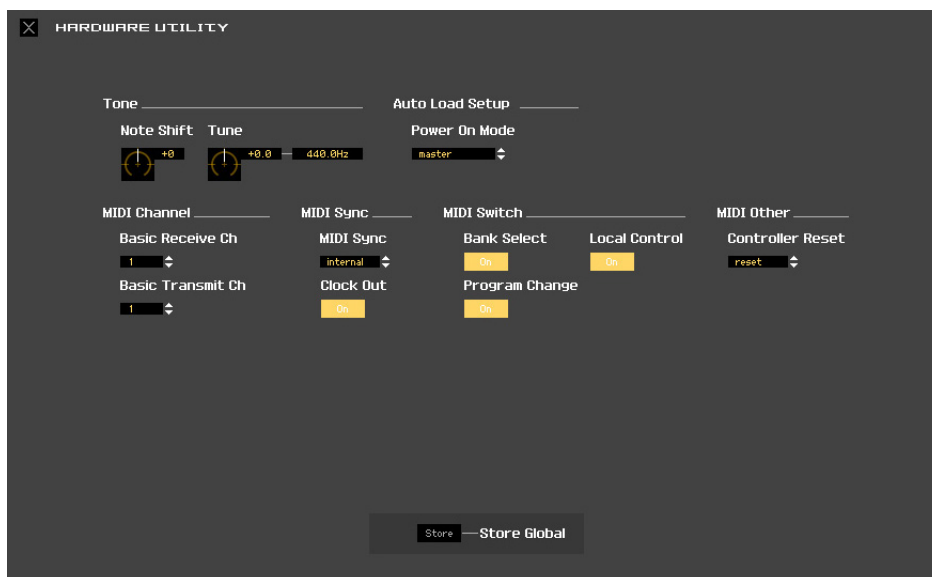 HARDWARE UTILITY
Tone Auto Load Setup
Note Shift Tune Power On Mode
+0 +0.0 440.0Hz master
MIDI Channel MIDI Sync MIDI Switch MIDI Other
Basic Receive Ch MIDI Sync Bank Select Local Control Controller Reset
1 internal On On reset
Basic Transmit Ch Clock Out Program Change
1 On On
Store Store Global